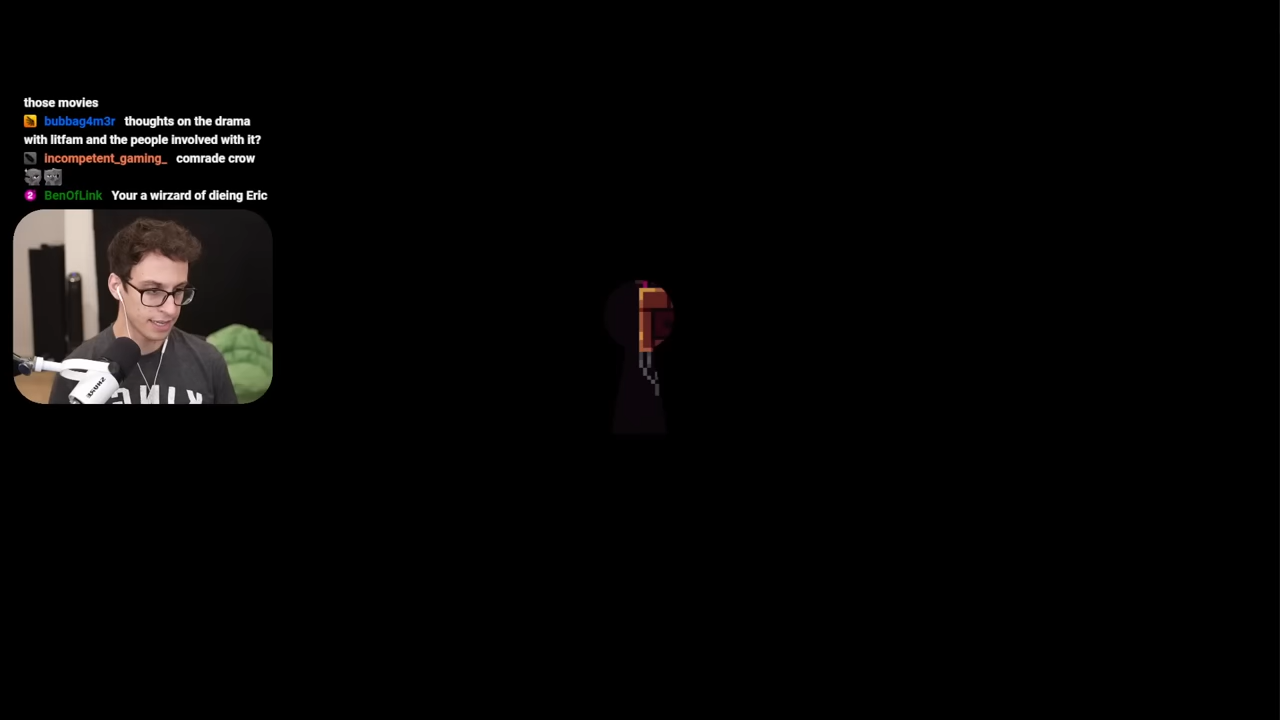 those movies
bubbag4m3r thoughts on the drama
with litfam and the people involved with it?
incompetent_gaming_ comrade crow
2 BenOfLink Your a wirzard of dieing Eric